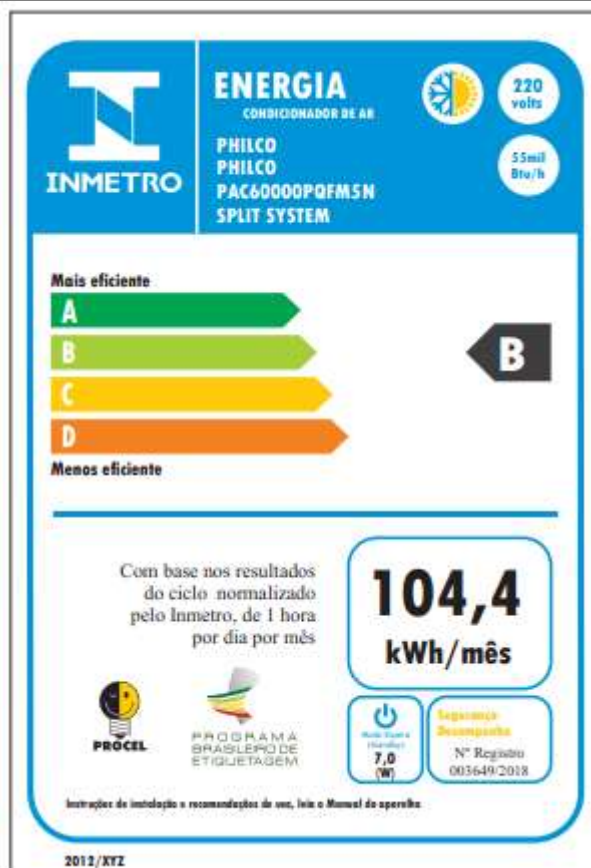 INMETRO
ENERGIA
CONDICIONADOR DE AR
PHILCO
PHILCO
PAC60000PQFM5N
SPLIT SYSTEM
220
volts
55mil
Btu/h
Mais eficiente
A
B
C
D
Menos eficiente
B
Com base nos resultados
do ciclo normalizado
pelo Inmetro, de 1 hora
por dia por mês
104,4
kWh/mês
PROCEL
PROGRAMA
BRASILEIRO DE
ETIQUETAGEM
Modo Espera
(Standby)
7,0
(W)
Segurança
Desempenho
Nº Registro
003649/2018
Instruções de instalação e recomendações de uso, leia o Manual do aparelho
2012/XYZ